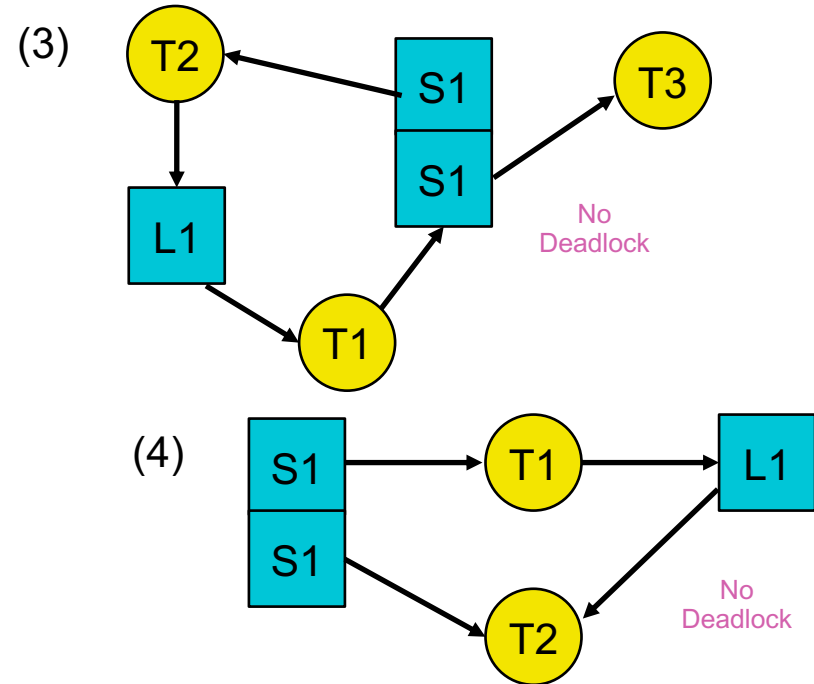 (3)
T2
S1
T3
S1
L1
No
Deadlock
T1
(4)
S1
T1
L1
S1
No
Deadlock
T2